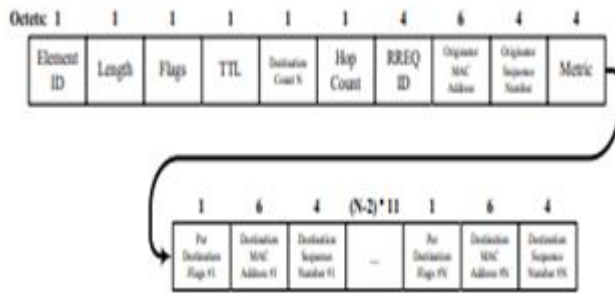 Octets: 1 1 1 1 1 1 4 6 4 4
Element ID
Length
Flags
TTL
Destination Count N
Hop Count
RREQ ID
Originator MAC Address
Originator Sequence Number
Metric
1 6 4 (N-2)*11 1 6 4
Per Destination Flags #1
Destination MAC Address #1
Destination Sequence Number #1
...
Per Destination Flags #N
Destination MAC Address #N
Destination Sequence Number #N